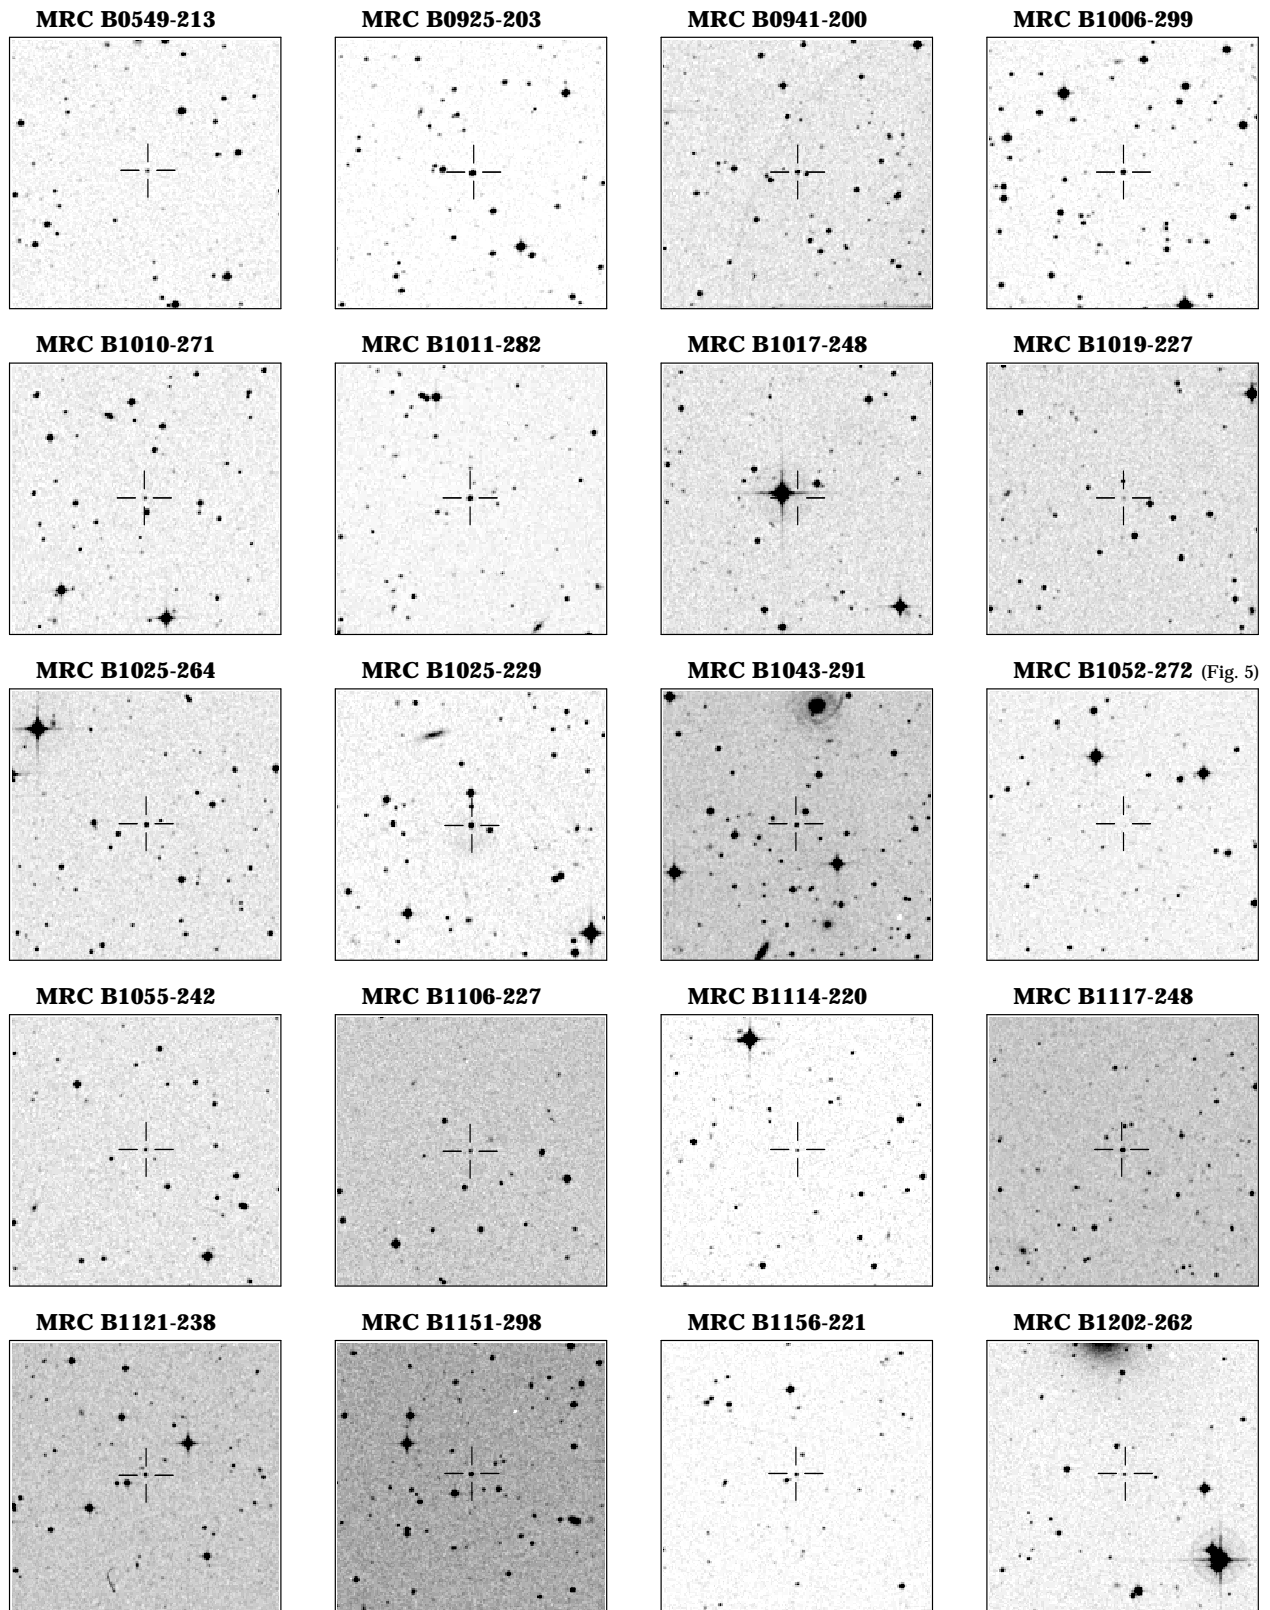 MRC B0549-213 MRC B0925-203 MRC B0941-200 MRC B1006-299
MRC B1010-271 MRC B1011-282 MRC B1017-248 MRC B1019-227
MRC B1025-264 MRC B1025-229 MRC B1043-291 MRC B1052-272 (Fig. 5)
MRC B1055-242 MRC B1106-227 MRC B1114-220 MRC B1117-248
MRC B1121-238 MRC B1151-298 MRC B1156-221 MRC B1202-262